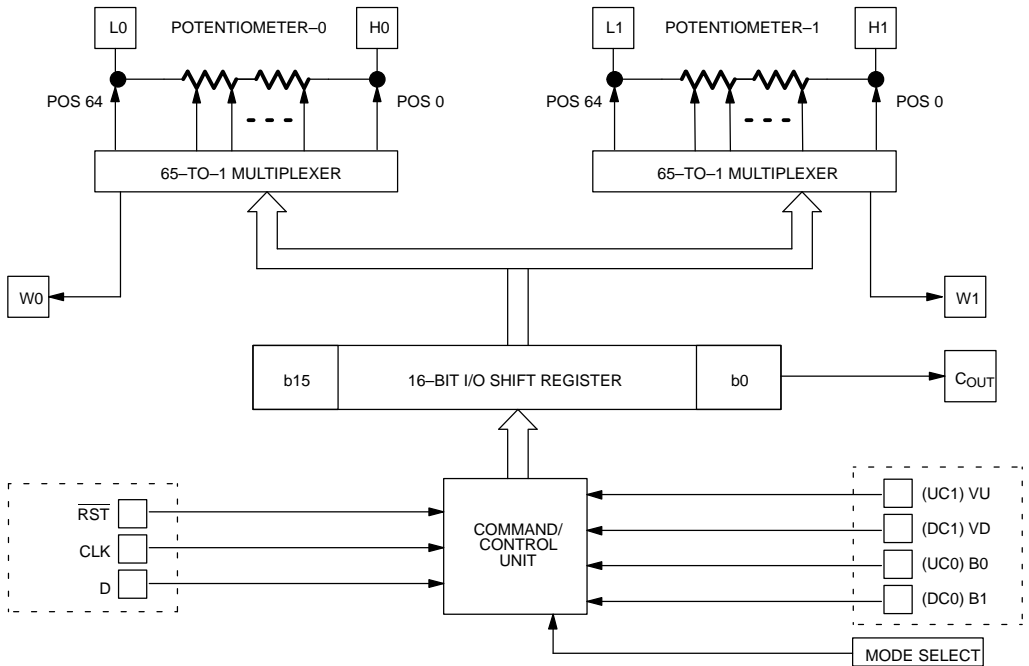 L0 POTENTIOMETER–0 H0 L1 POTENTIOMETER–1 H1
POS 64 POS 0 POS 64 POS 0
65–TO–1 MULTIPLEXER 65–TO–1 MULTIPLEXER
W0 W1
b15 16–BIT I/O SHIFT REGISTER b0 COUT
RST
CLK
D
COMMAND/
CONTROL
UNIT
(UC1) VU
(DC1) VD
(UC0) B0
(DC0) B1
MODE SELECT